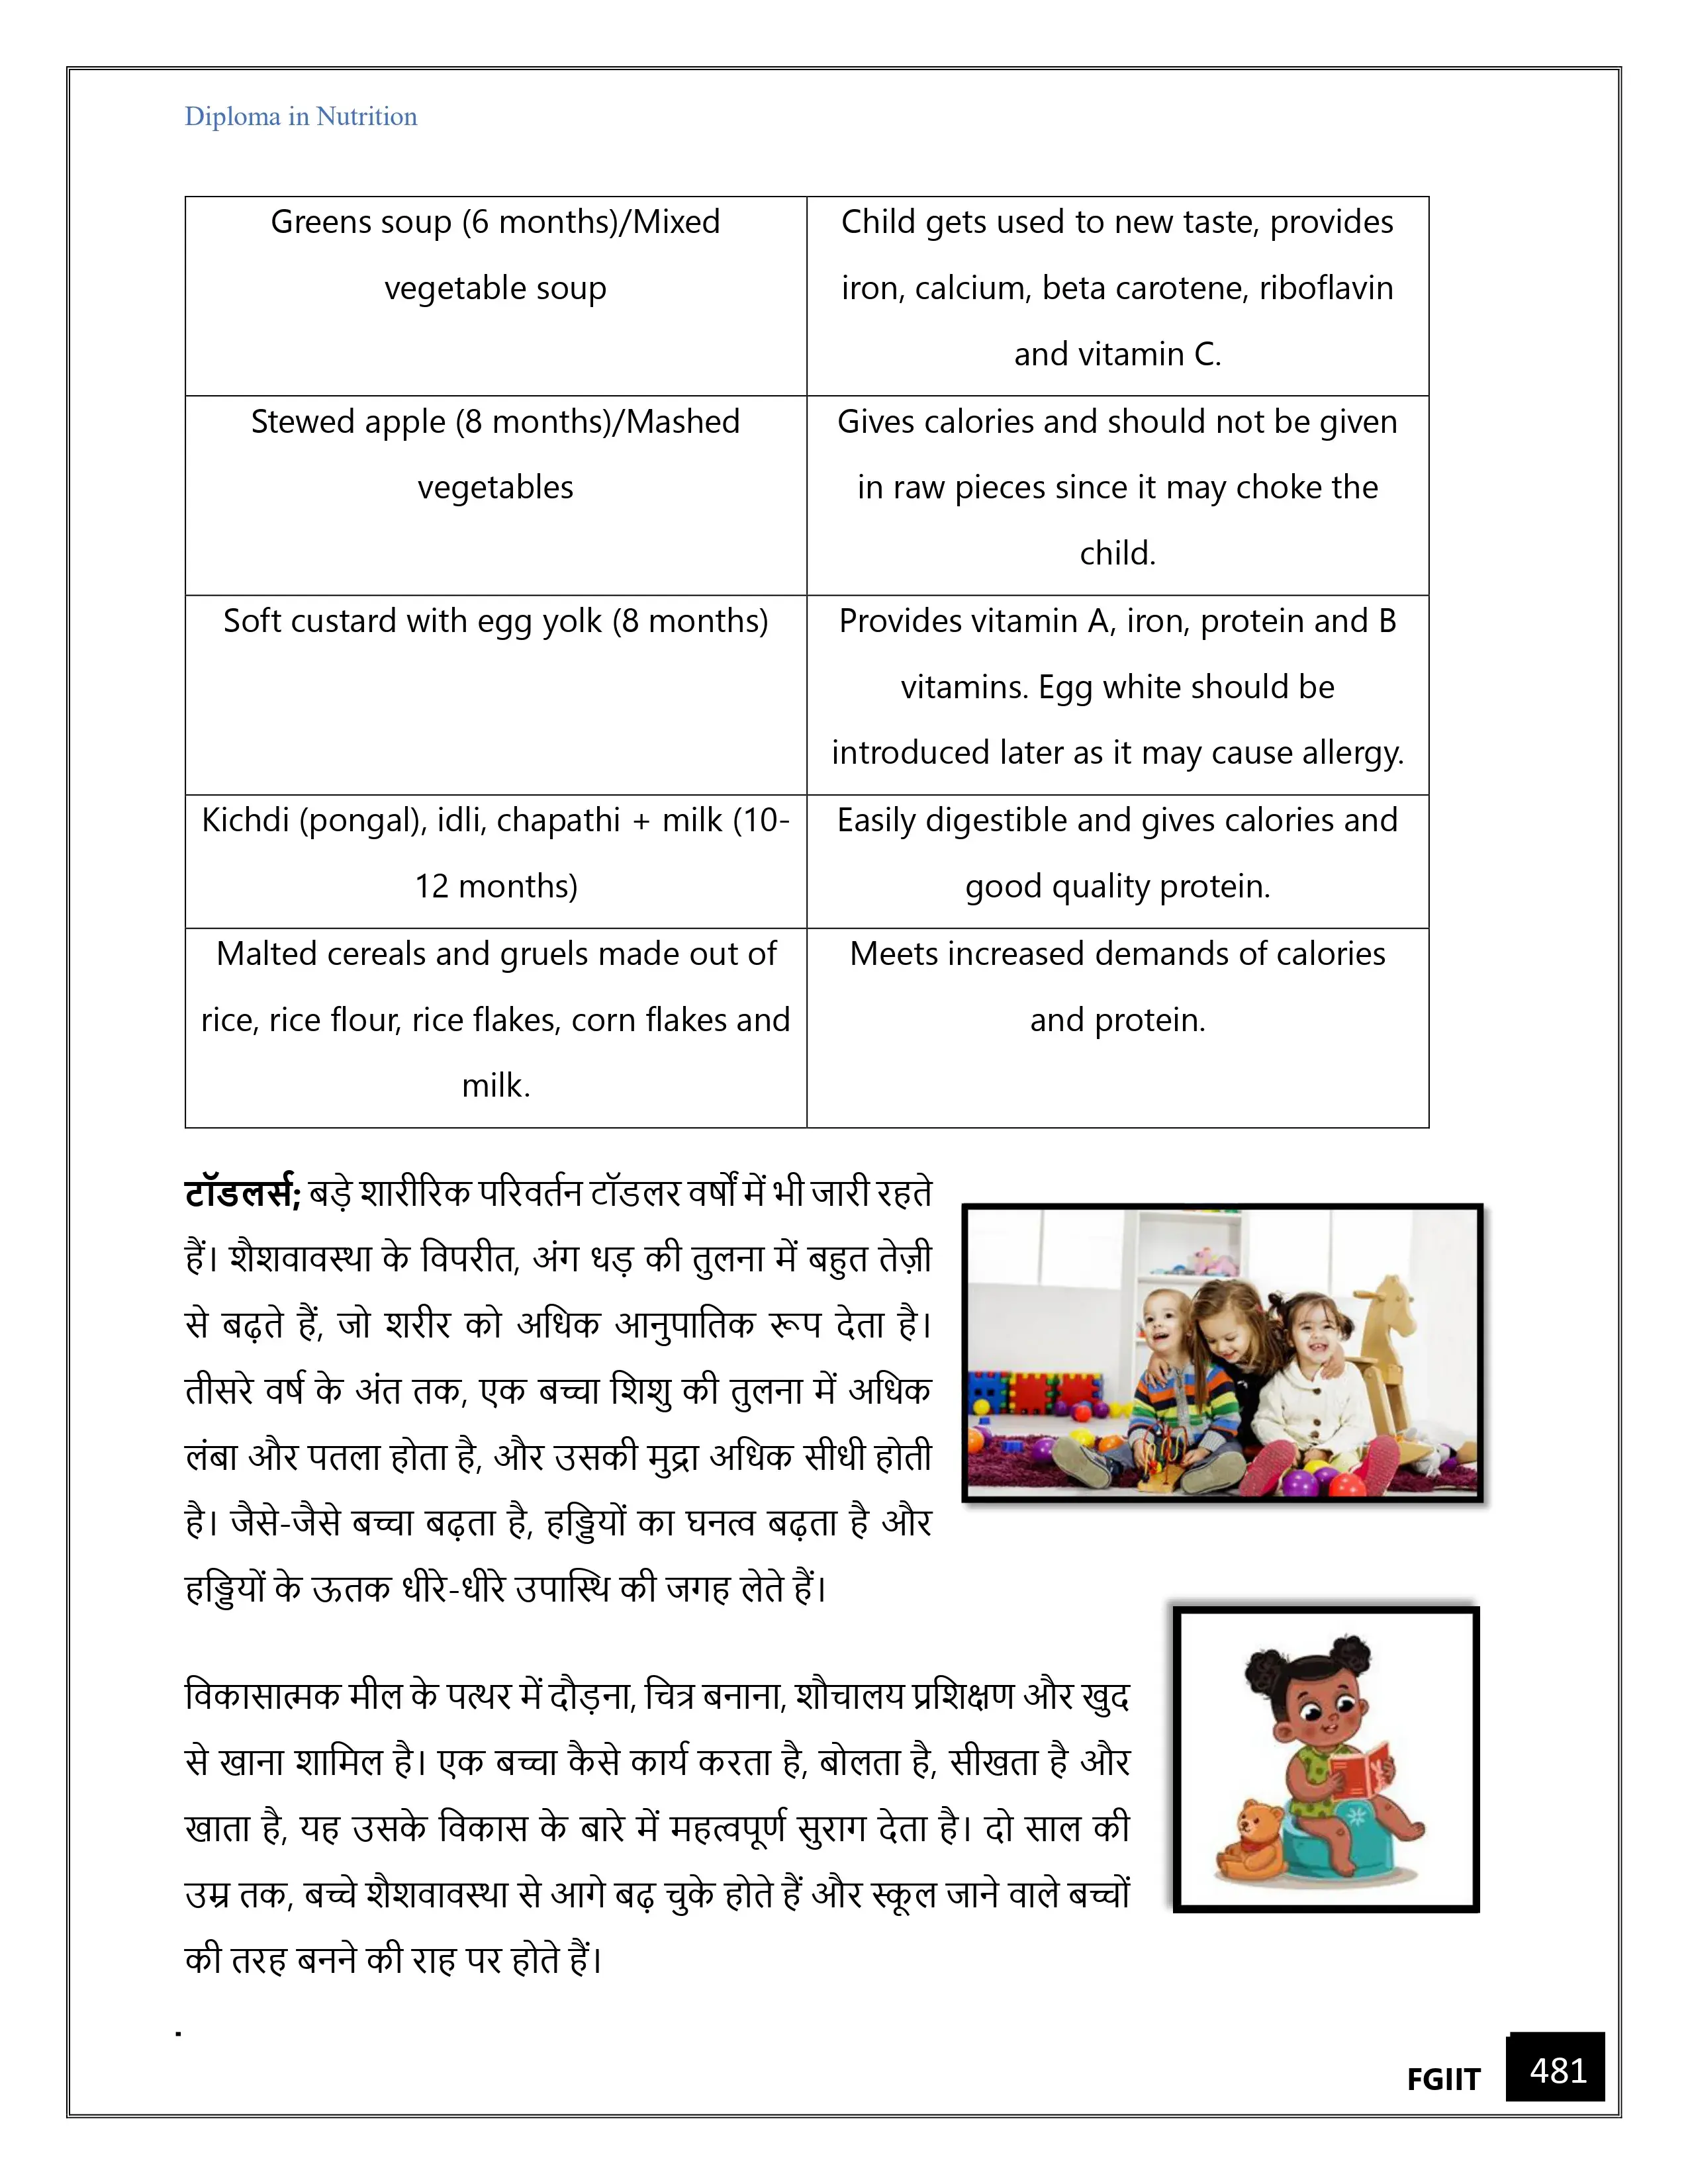 Diploma in Nutrition
Greens soup (6 months)/Mixed
vegetable soup
Child gets used to new taste, provides
iron, calcium, beta carotene, riboflavin
and vitamin C.
Stewed apple (8 months)/Mashed
vegetables
Gives calories and should not be given
in raw pieces since it may choke the
child.
Soft custard with egg yolk (8 months)
Provides vitamin A, iron, protein and B
vitamins. Egg white should be
introduced later as it may cause allergy.
Kichdi (pongal), idli, chapathi + milk (10-
12 months)
Easily digestible and gives calories and
good quality protein.
Malted cereals and gruels made out of
rice, rice flour, rice flakes, corn flakes and
milk.
Meets increased demands of calories
and protein.
टॉडलर्स; बड़े शारीरिक परिवर्तन टॉडलर वर्षों में भी जारी रहते
हैं। शैशवावस्था के विपरीत, अंग धड़ की तुलना में बहुत तेज़ी
से बढ़ते हैं, जो शरीर को अधिक आनुपातिक रूप देता है।
तीसरे वर्ष के अंत तक, एक बच्चा शिशु की तुलना में अधिक
लंबा और पतला होता है, और उसकी मुद्रा अधिक सीधी होती
है। जैसे-जैसे बच्चा बढ़ता है, हड्डियों का घनत्व बढ़ता है और
हड्डियों के ऊतक धीरे-धीरे उपास्थि की जगह लेते हैं।
विकासात्मक मील के पत्थर में दौड़ना, चित्र बनाना, शौचालय प्रशिक्षण और खुद
से खाना शामिल है। एक बच्चा कैसे कार्य करता है, बोलता है, सीखता है और
खाता है, यह उसके विकास के बारे में महत्वपूर्ण सुराग देता है। दो साल की
उम्र तक, बच्चे शैशवावस्था से आगे बढ़ चुके होते हैं और स्कूल जाने वाले बच्चों
की तरह बनने की राह पर होते हैं।
.
FGIIT 481